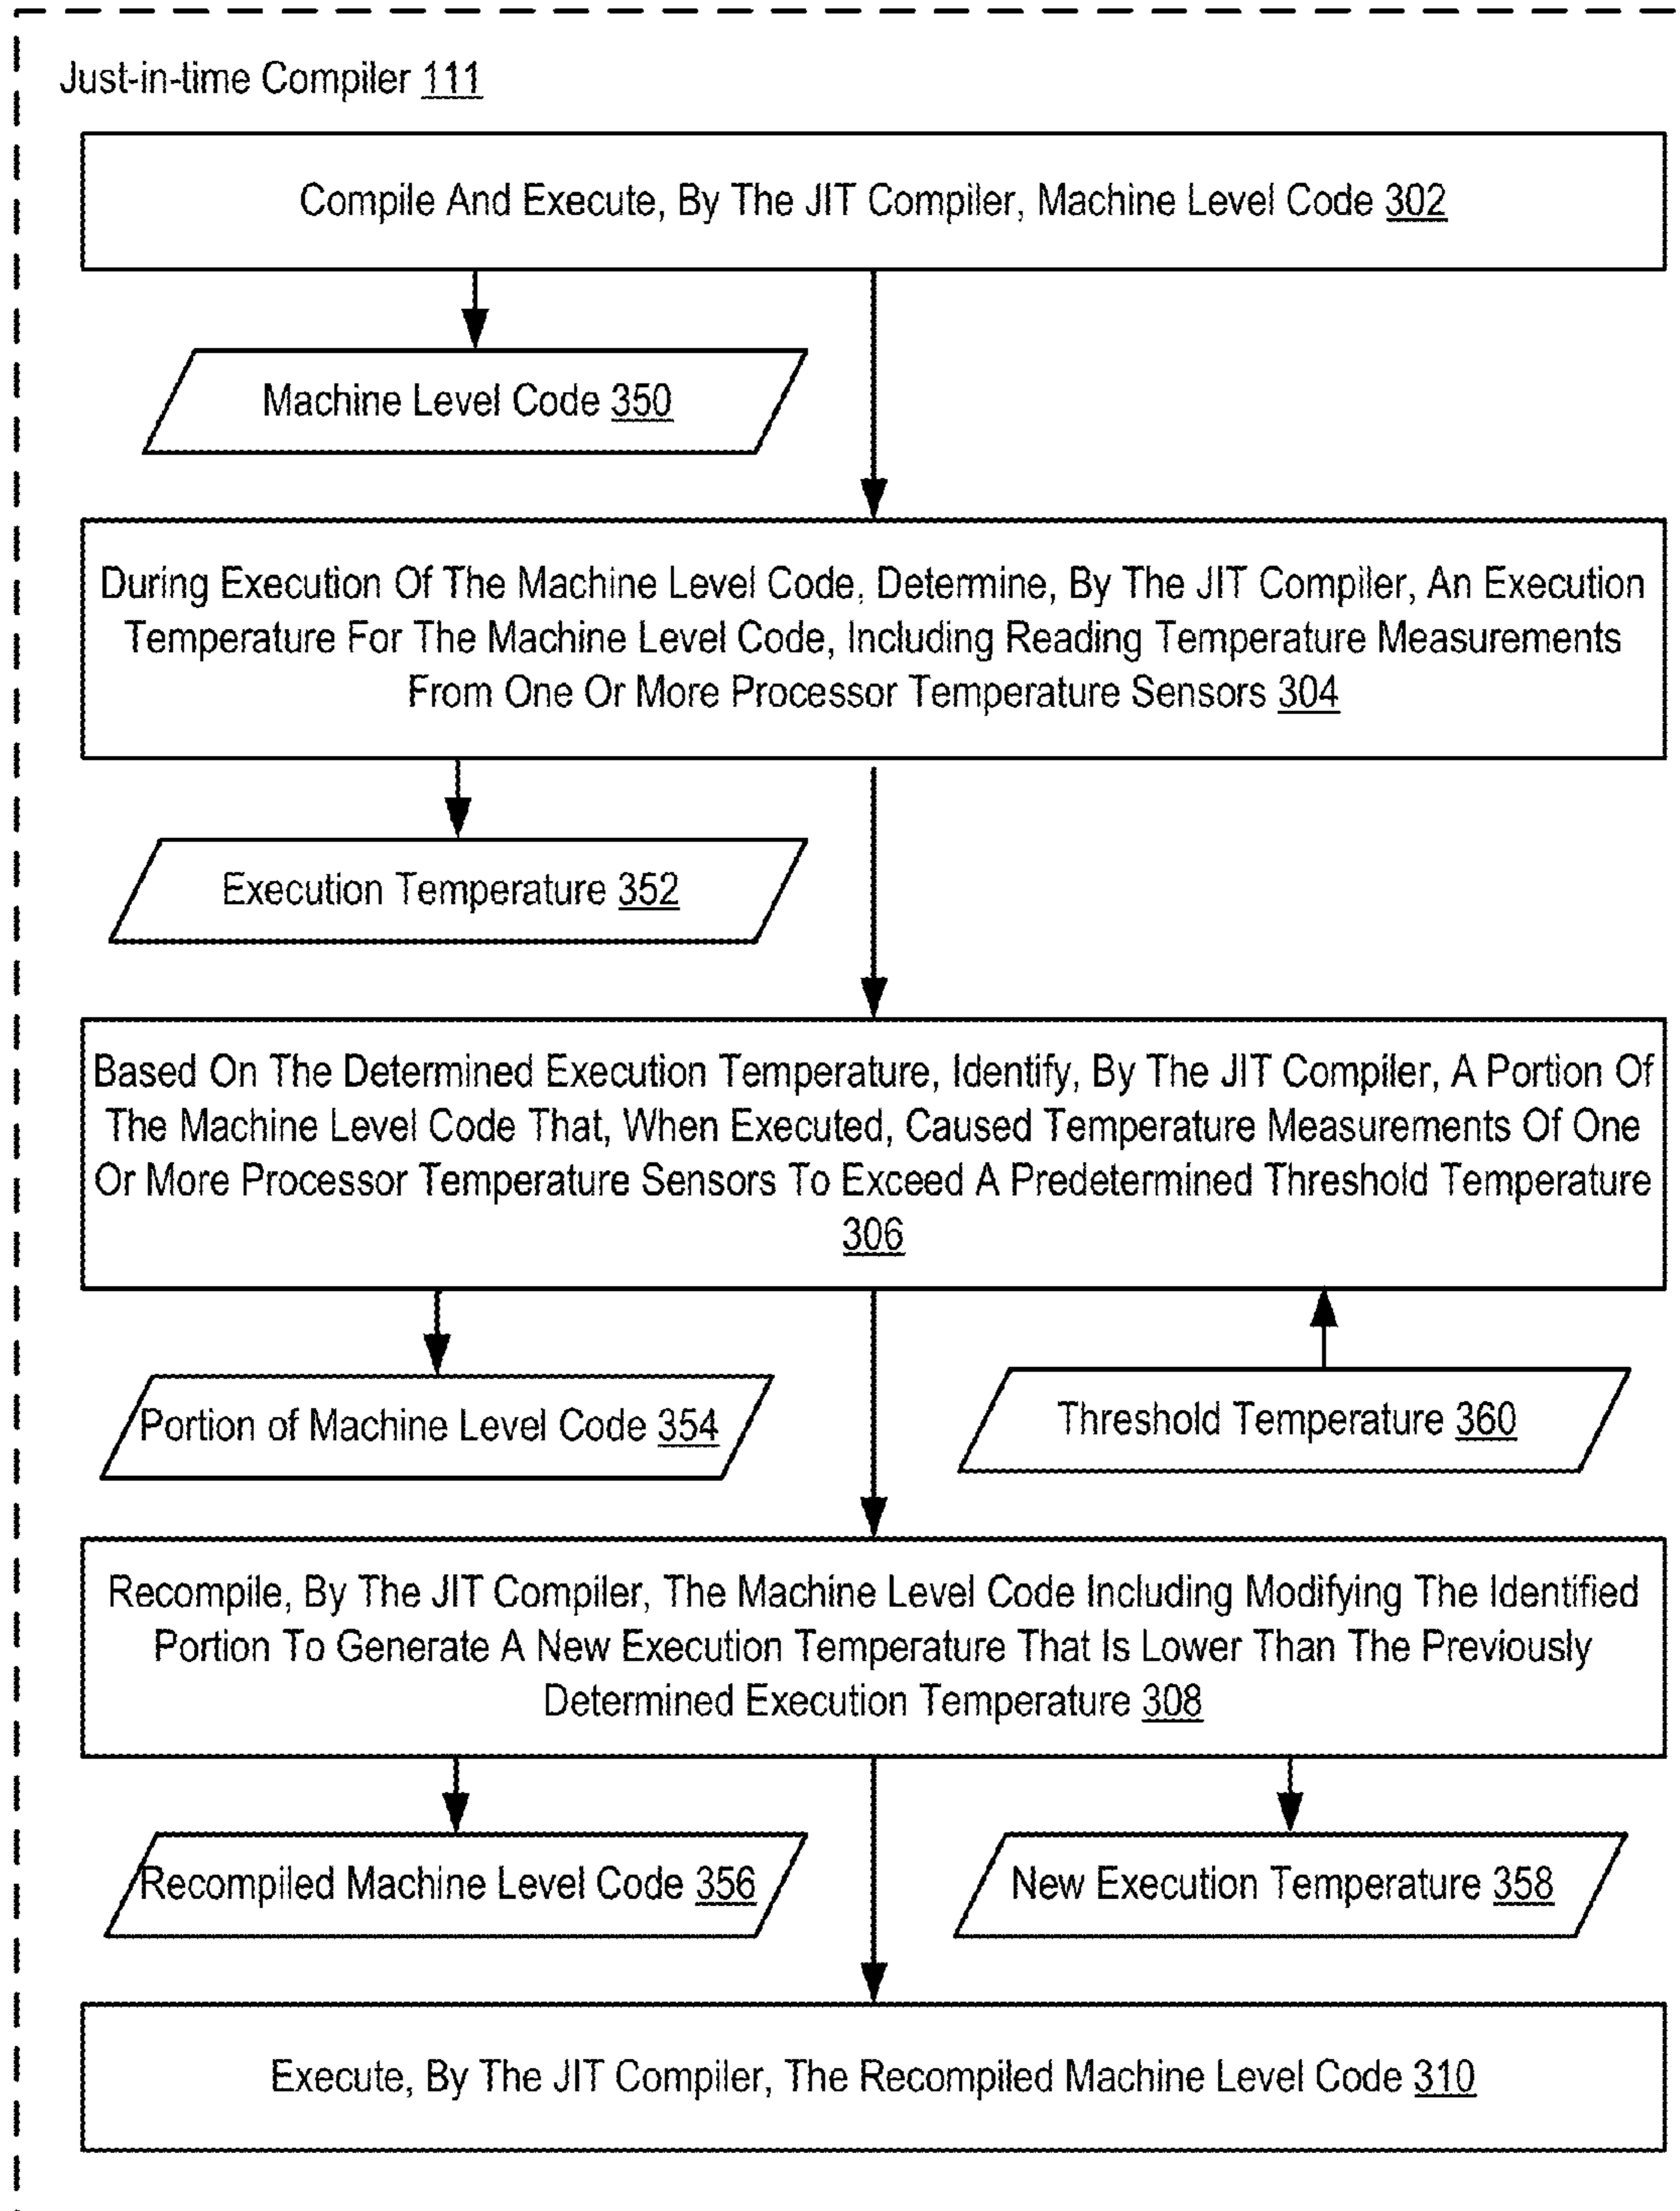 Just-in-time Compiler 111
Compile And Execute, By The JIT Compiler, Machine Level Code 302
Machine Level Code 350
During Execution Of The Machine Level Code, Determine, By The JIT Compiler, An Execution
Temperature For The Machine Level Code, Including Reading Temperature Measurements
From One Or More Processor Temperature Sensors 304
Execution Temperature 352
Based On The Determined Execution Temperature, Identify, By The JIT Compiler, A Portion Of
The Machine Level Code That, When Executed, Caused Temperature Measurements Of One
Or More Processor Temperature Sensors To Exceed A Predetermined Threshold Temperature
306
Portion of Machine Level Code 354
Threshold Temperature 360
Recompile, By The JIT Compiler, The Machine Level Code Including Modifying The Identified
Portion To Generate A New Execution Temperature That Is Lower Than The Previously
Determined Execution Temperature 308
Recompiled Machine Level Code 356
New Execution Temperature 358
Execute, By The JIT Compiler, The Recompiled Machine Level Code 310